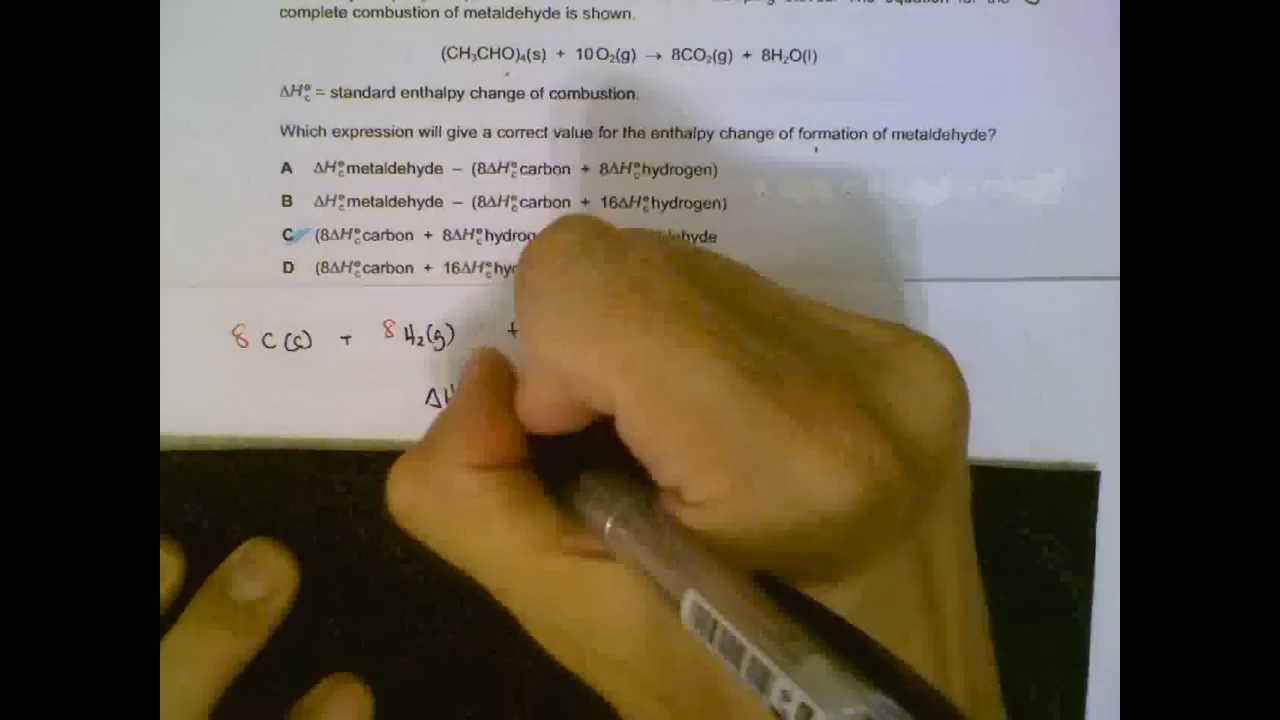 complete combustion of metaldehyde is shown.
(CH₃CHO)₄(s) + 10O₂(g) → 8CO₂(g) + 8H₂O(l)
ΔH°c = standard enthalpy change of combustion.
Which expression will give a correct value for the enthalpy change of formation of metaldehyde?
A ΔH°c metaldehyde – (8ΔH°c carbon + 8ΔH°c hydrogen)
B ΔH°c metaldehyde – (8ΔH°c carbon + 16ΔH°c hydrogen)
C (8ΔH°c carbon + 8ΔH°c
D (8ΔH°c carbon + 16ΔH°c
8 C(s) + 8 H₂(g) +
ΔH